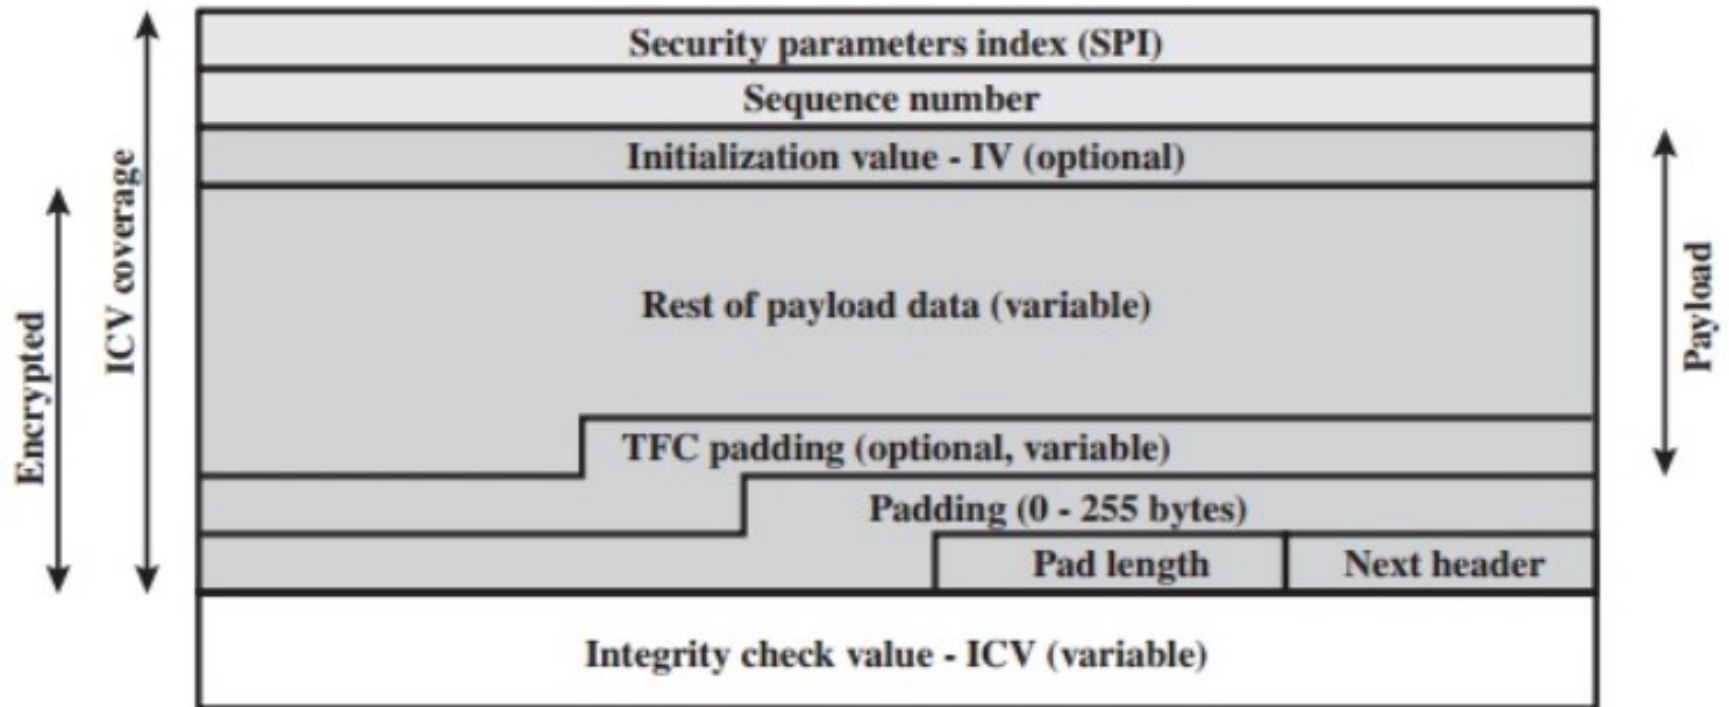 Security parameters index (SPI)
Sequence number
Initialization value - IV (optional)
Rest of payload data (variable)
TFC padding (optional, variable)
Padding (0 - 255 bytes)
Pad length
Next header
Integrity check value - ICV (variable)
Encrypted
ICV coverage
Payload